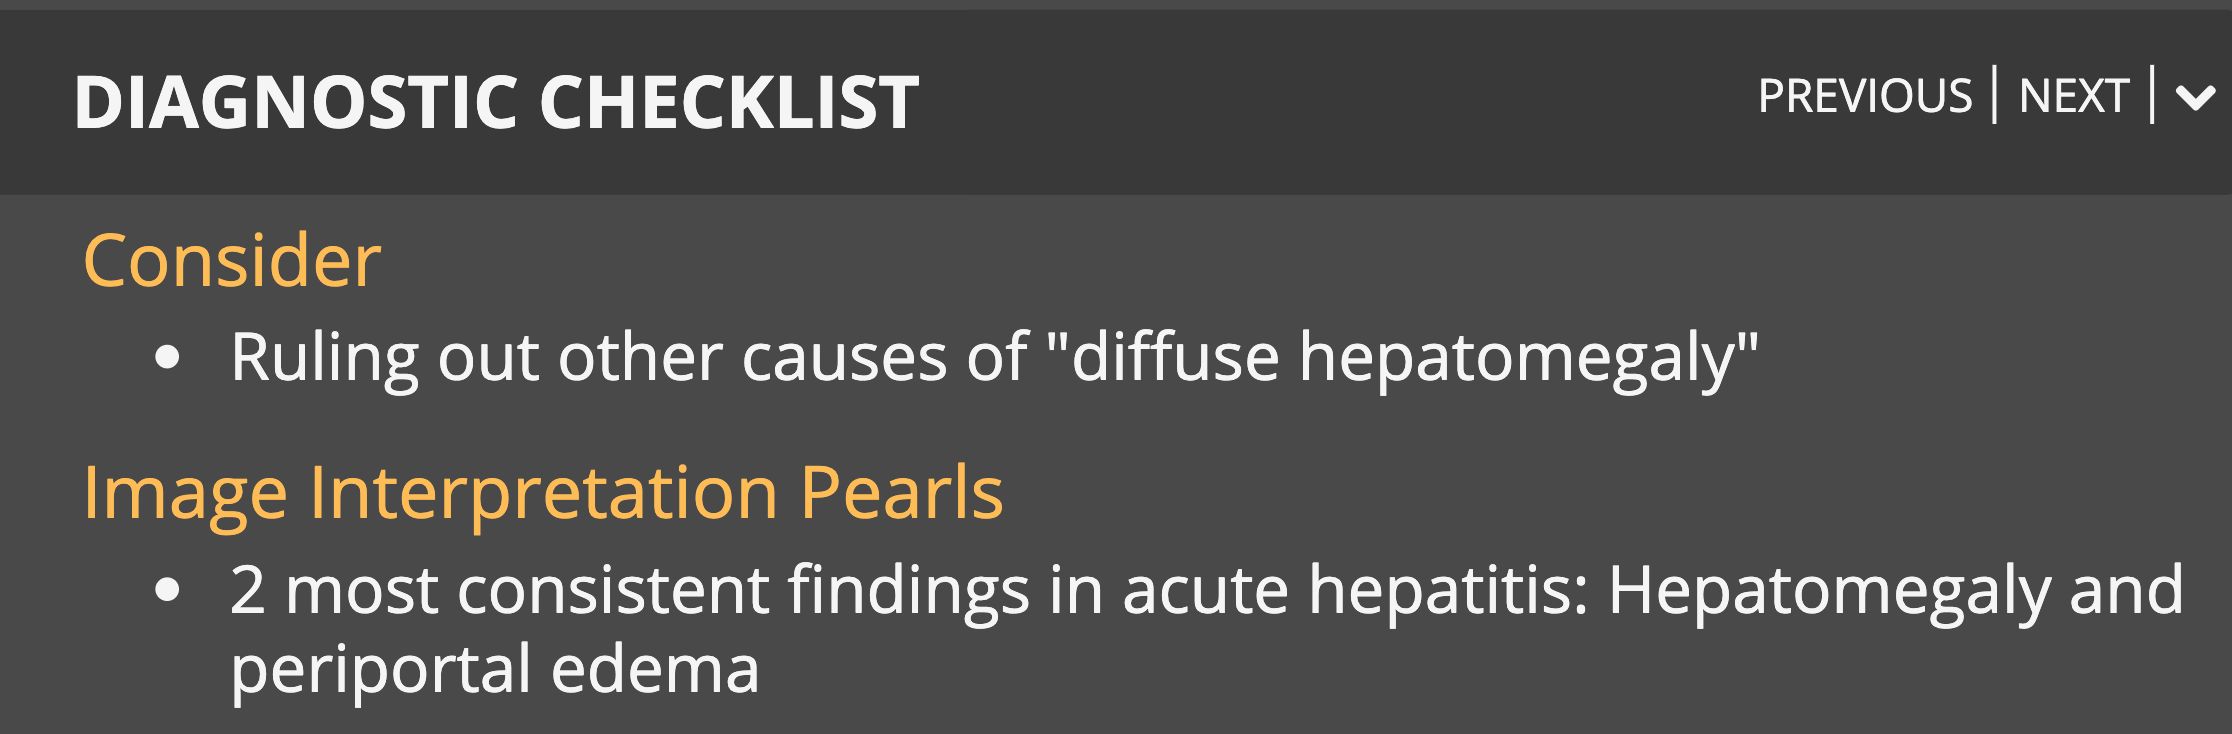 DIAGNOSTIC CHECKLIST
PREVIOUS | NEXT |
Consider
• Ruling out other causes of "diffuse hepatomegaly"
Image Interpretation Pearls
• 2 most consistent findings in acute hepatitis: Hepatomegaly and
periportal edema